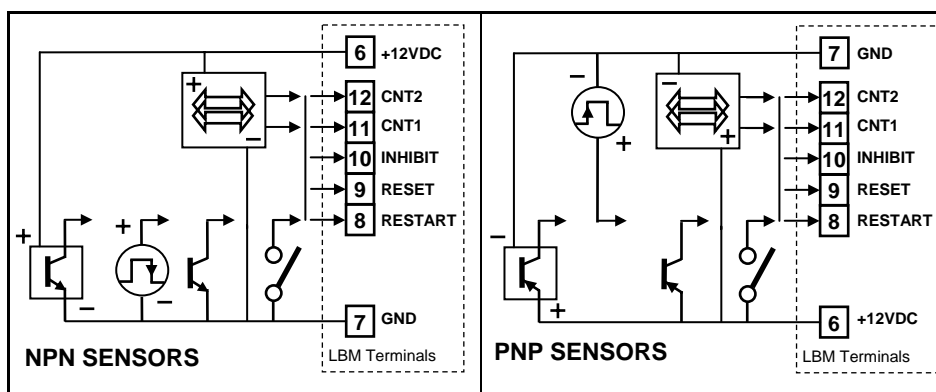 6 +12VDC
+
12 CNT2
11 CNT1
−
10 INHIBIT
9 RESET
8 RESTART
+ +
− −
7 GND
NPN SENSORS
LBM Terminals
7 GND
− −
12 CNT2
11 CNT1
+ +
10 INHIBIT
9 RESET
8 RESTART
−
+
6 +12VDC
PNP SENSORS
LBM Terminals